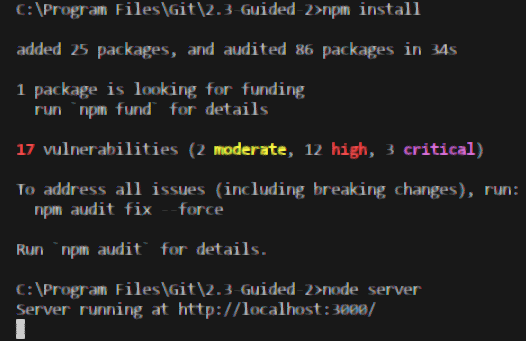 C:\Program Files\Git\2.3-Guided-2>npm install
added 25 packages, and audited 86 packages in 34s
1 package is looking for funding
  run `npm fund` for details
17 vulnerabilities (2 moderate, 12 high, 3 critical)
To address all issues (including breaking changes), run:
  npm audit fix --force
Run `npm audit` for details.
C:\Program Files\Git\2.3-Guided-2>node server
Server running at http://localhost:3000/